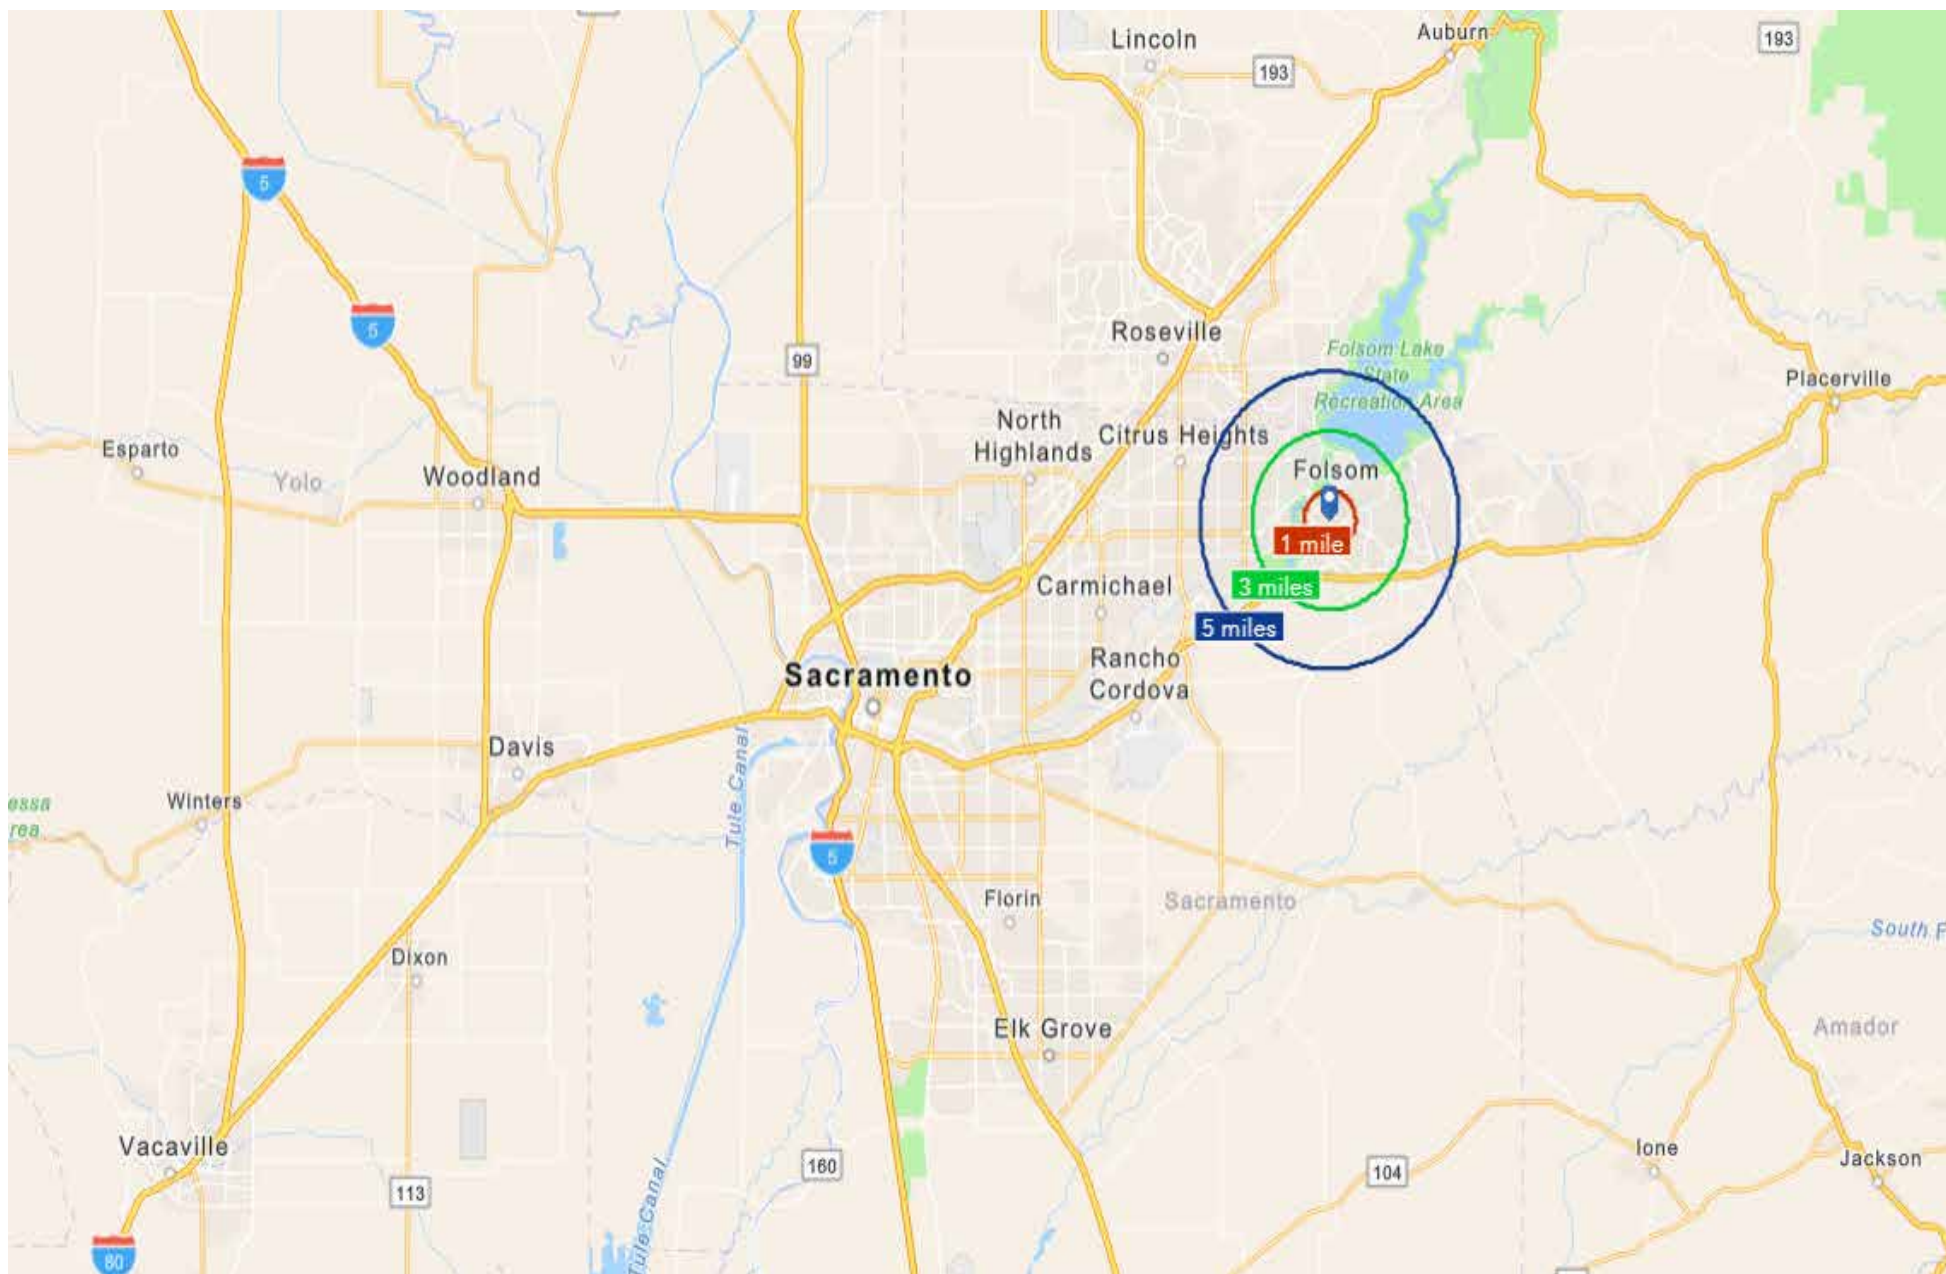 Lincoln
Auburn
193
193
5
5
Roseville
99
Folsom Lake
State
Recreation Area
Placerville
North
Highlands
Citrus Heights
Esparto
Yolo
Woodland
Folsom
1 mile
3 miles
5 miles
Carmichael
Rancho
Cordova
Sacramento
Davis
Tule Canal
Winters
essa
rea
5
Florin
Sacramento
South F
Dixon
Elk Grove
Amador
Vacaville
113
160
104
Ione
Jackson
Tule Canal
80